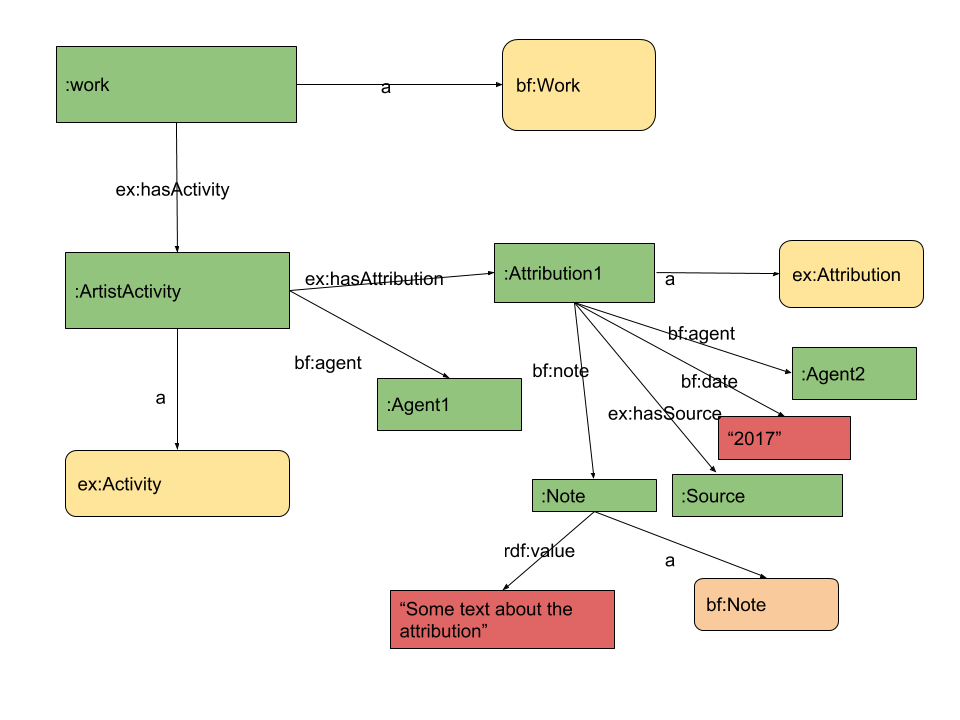 :work
a
bf:Work
ex:hasActivity
:ArtistActivity
ex:hasAttribution
:Attribution1
a
ex:Attribution
bf:agent
bf:agent
:Agent2
bf:note
bf:date
a
:Agent1
ex:hasSource
“2017”
ex:Activity
:Note
:Source
rdf:value
a
“Some text about the
attribution”
bf:Note